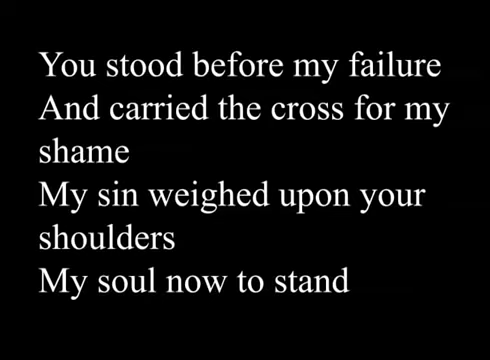 You stood before my failure
And carried the cross for my
shame
My sin weighed upon your
shoulders
My soul now to stand